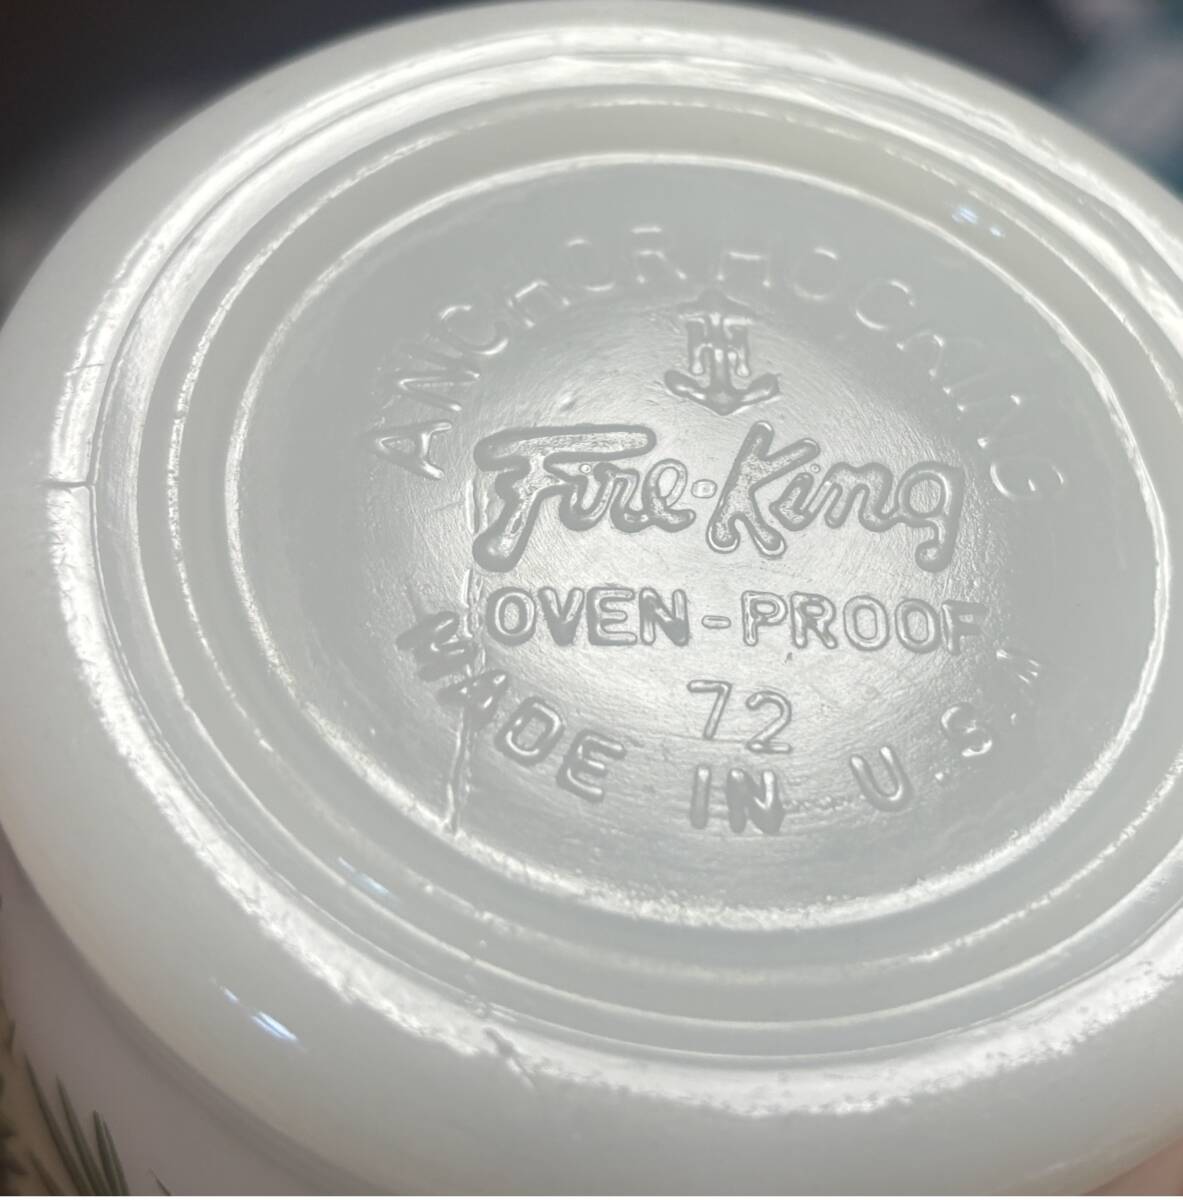 ANCHOR HOCKING
Fire-King
OVEN-PROOF
72
MADE IN U.S.A